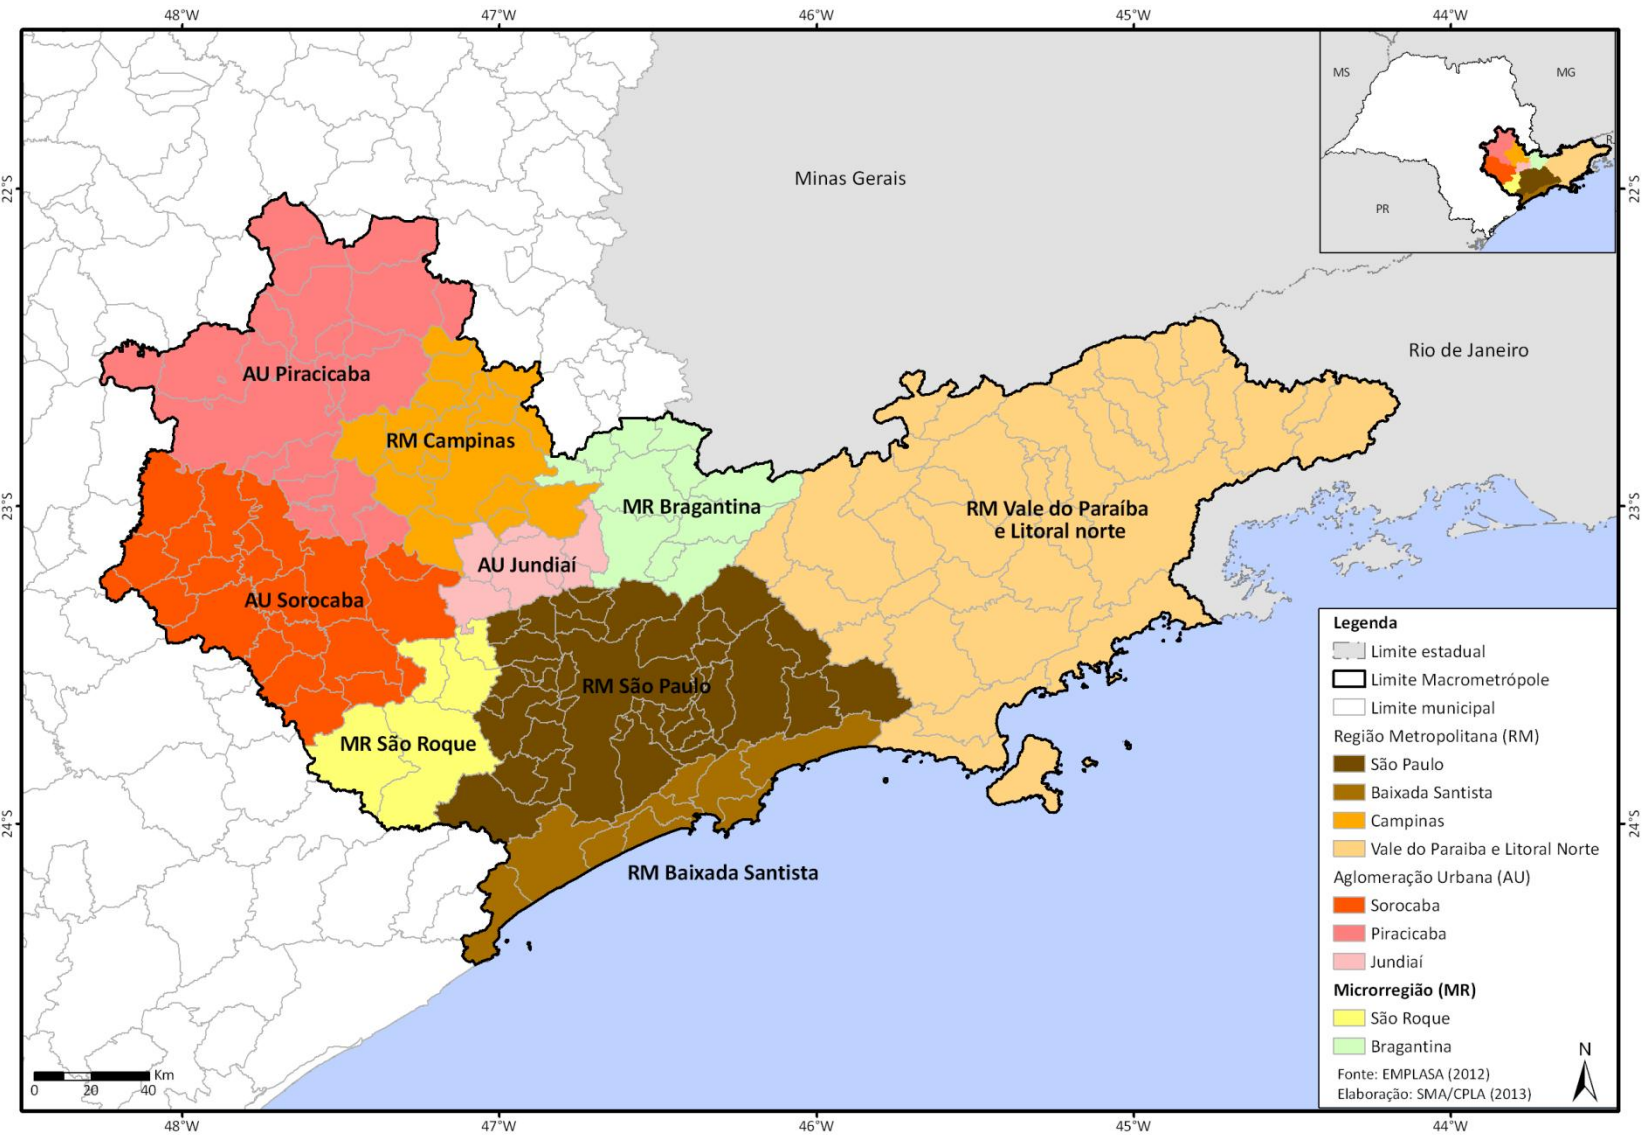 48°W 47°W 46°W 45°W 44°W
MS
MG
R
PR
22°S
22°S
Minas Gerais
Rio de Janeiro
AU Piracicaba
RM Campinas
MR Bragantina
RM Vale do Paraíba
e Litoral norte
23°S
23°S
AU Jundiaí
AU Sorocaba
RM São Paulo
MR São Roque
24°S
24°S
RM Baixada Santista
Legenda
Limite estadual
Limite Macrometrópole
Limite municipal
Região Metropolitana (RM)
São Paulo
Baixada Santista
Campinas
Vale do Paraiba e Litoral Norte
Aglomeração Urbana (AU)
Sorocaba
Piracicaba
Jundiaí
Microrregião (MR)
São Roque
Bragantina
Fonte: EMPLASA (2012)
Elaboração: SMA/CPLA (2013)
N
Km
0 20 40
48°W 47°W 46°W 45°W 44°W